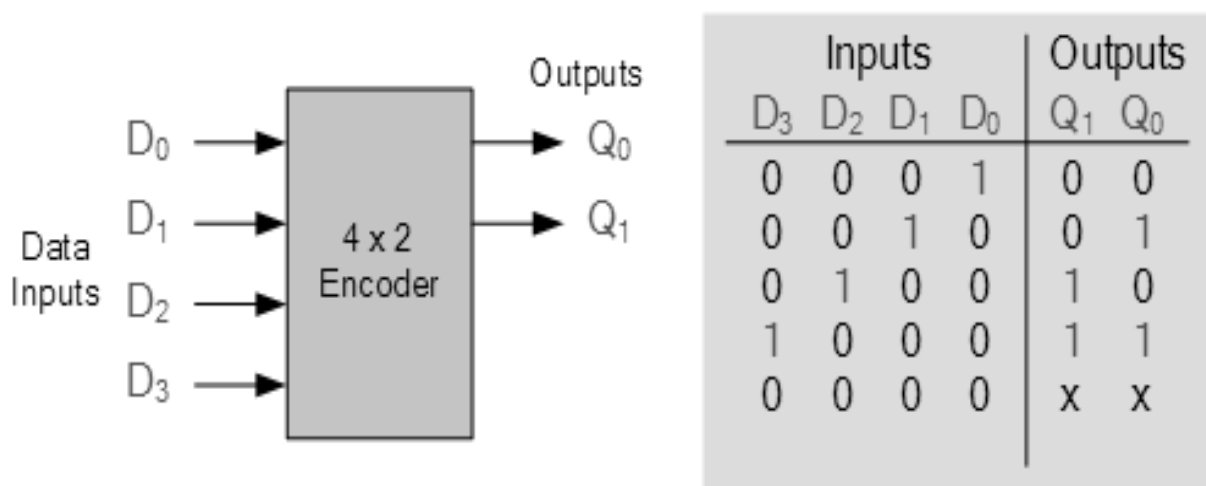 Outputs
D₀ Q₀
D₁ Q₁
Data
Inputs
4 x 2
Encoder
D₂
D₃
Inputs Outputs
D₃ D₂ D₁ D₀ Q₁ Q₀
0 0 0 1 0 0
0 0 1 0 0 1
0 1 0 0 1 0
1 0 0 0 1 1
0 0 0 0 x x